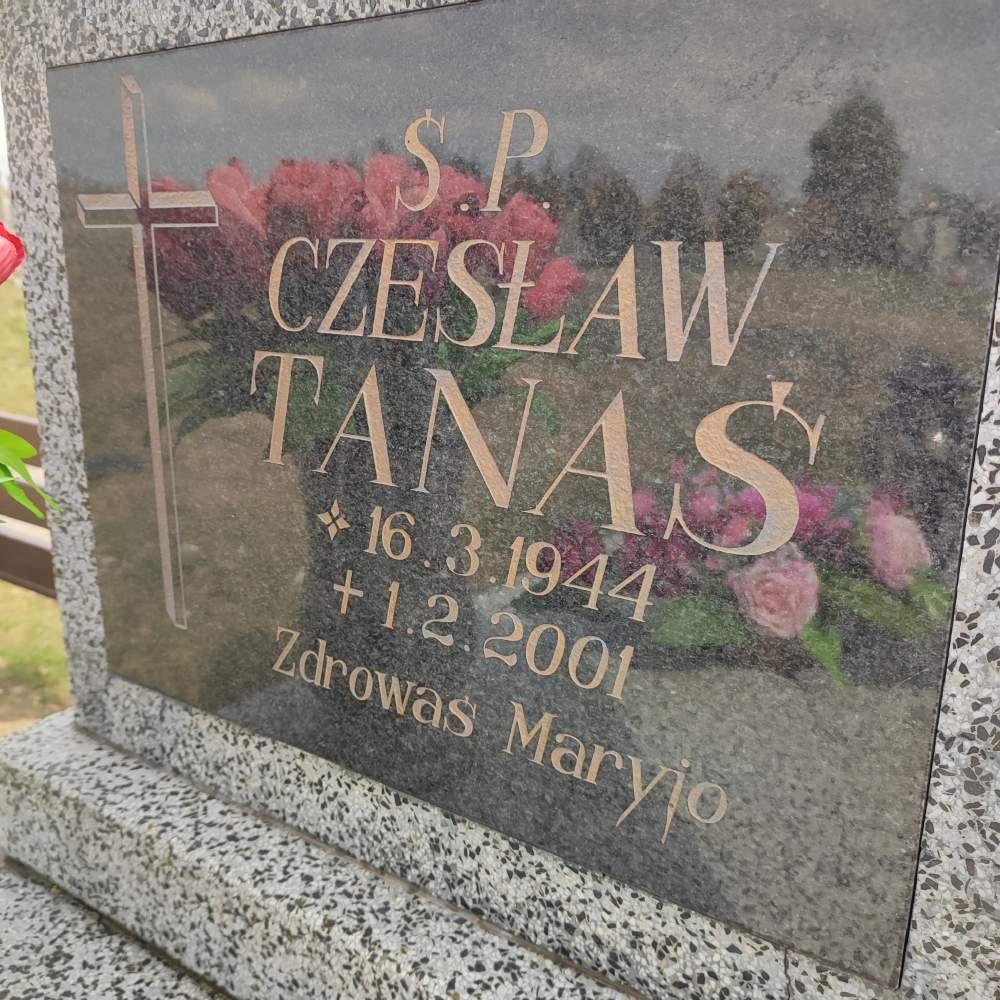 Ś.P.
CZESŁAW
TANAŚ
16.3.1944
+ 1.2.2001
Zdrowaś Maryjo